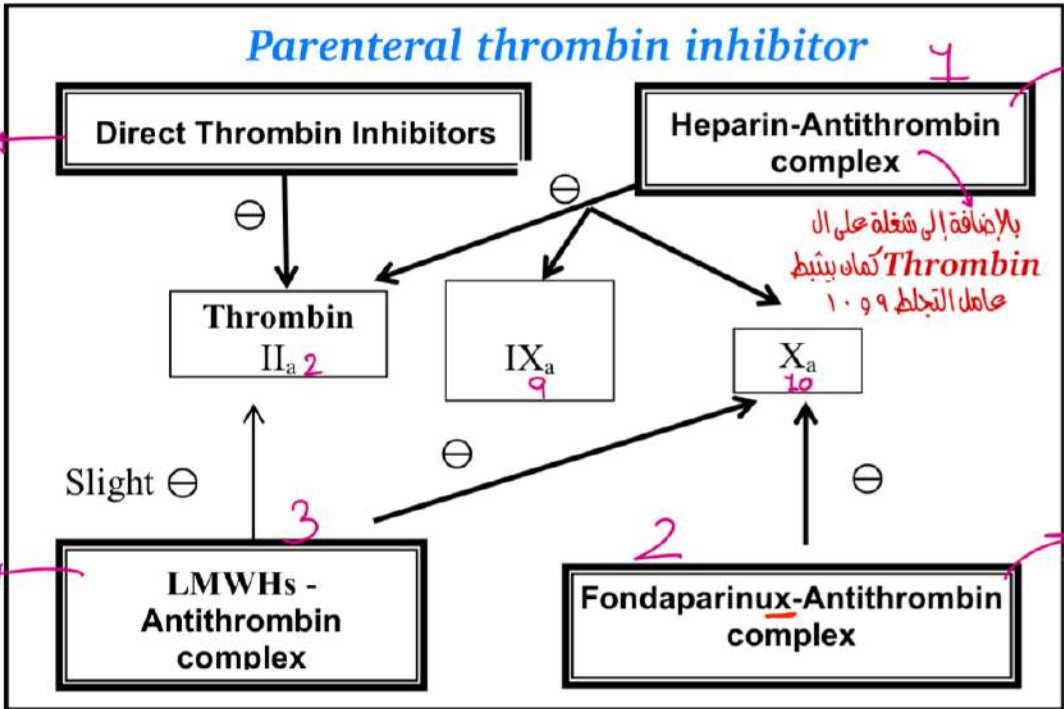 Parenteral thrombin inhibitor
1
Direct Thrombin Inhibitors
Heparin-Antithrombin
complex
⊖
⊖
بالإضافة إلى شغلة على ال
Thrombin كمان بيثبط
عامل التجلط ٩ و ١٠
Thrombin
IIa 2
IXa
9
Xa
10
Slight ⊖
⊖
⊖
3
2
LMWHs -
Antithrombin
complex
Fondaparinux-Antithrombin
complex